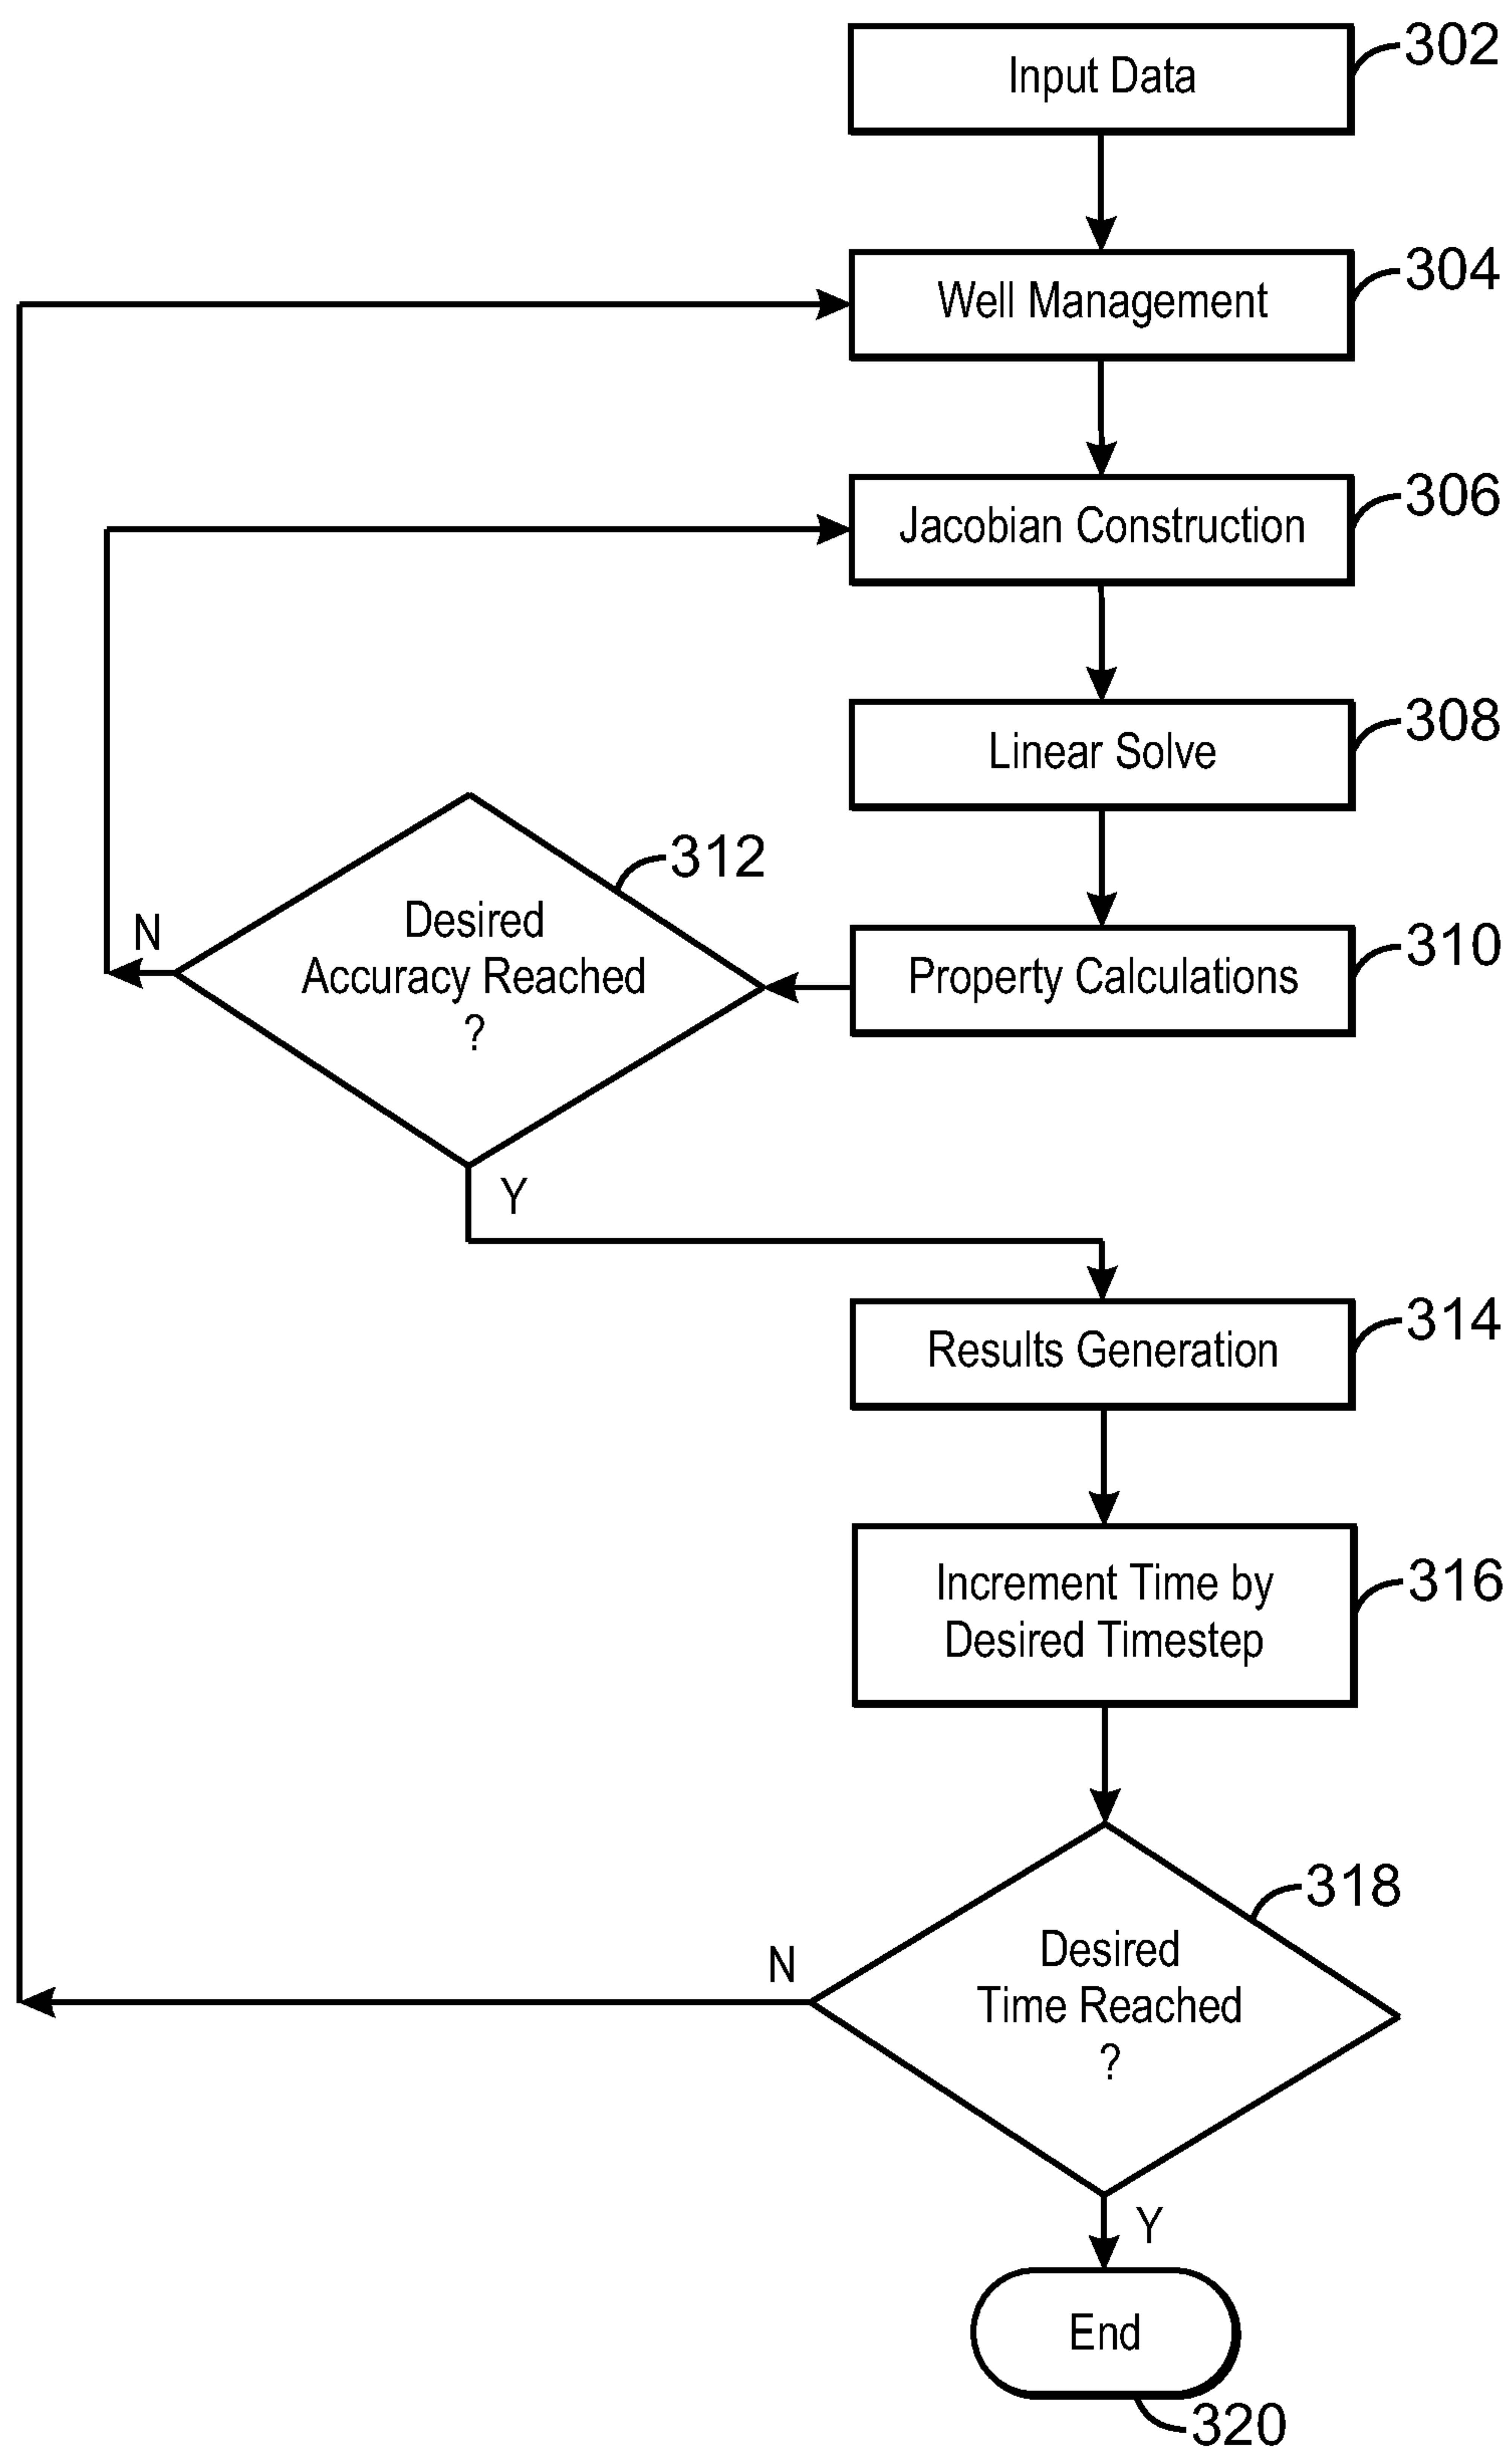 Input Data
302
Well Management
304
Jacobian Construction
306
Linear Solve
308
Property Calculations
310
312
Desired
Accuracy Reached
?
N
Y
Results Generation
314
Increment Time by
Desired Timestep
316
318
Desired
Time Reached
?
N
Y
End
320